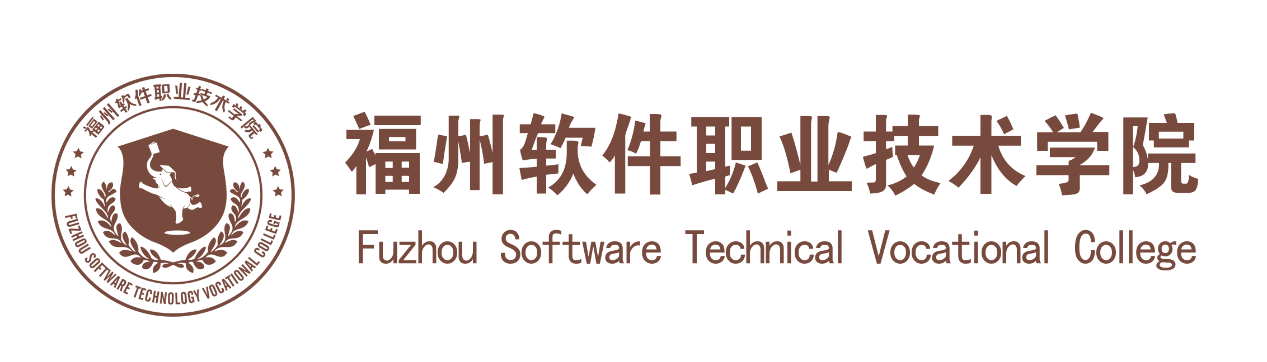 福州软件职业技术学院
FUZHOU SOFTWARE TECHNOLOGY VOCATIONAL COLLEGE
福州软件职业技术学院
Fuzhou Software Technical Vocational College